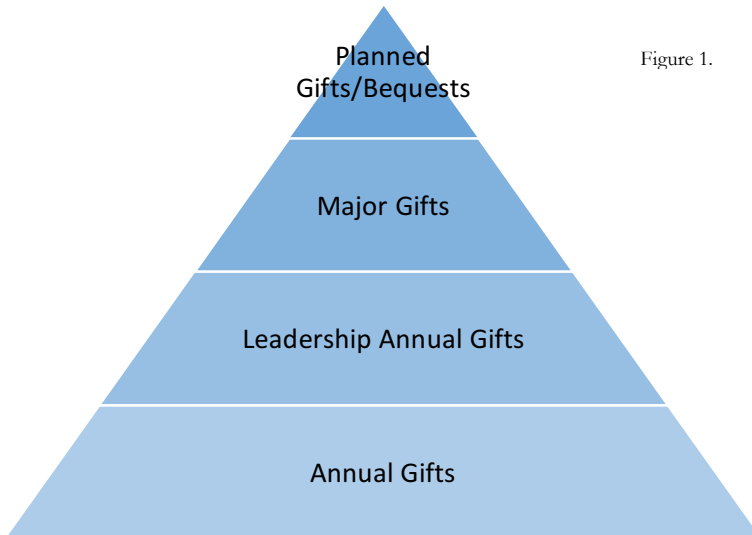 Planned
Gifts/Bequests
Figure 1.
Major Gifts
Leadership Annual Gifts
Annual Gifts